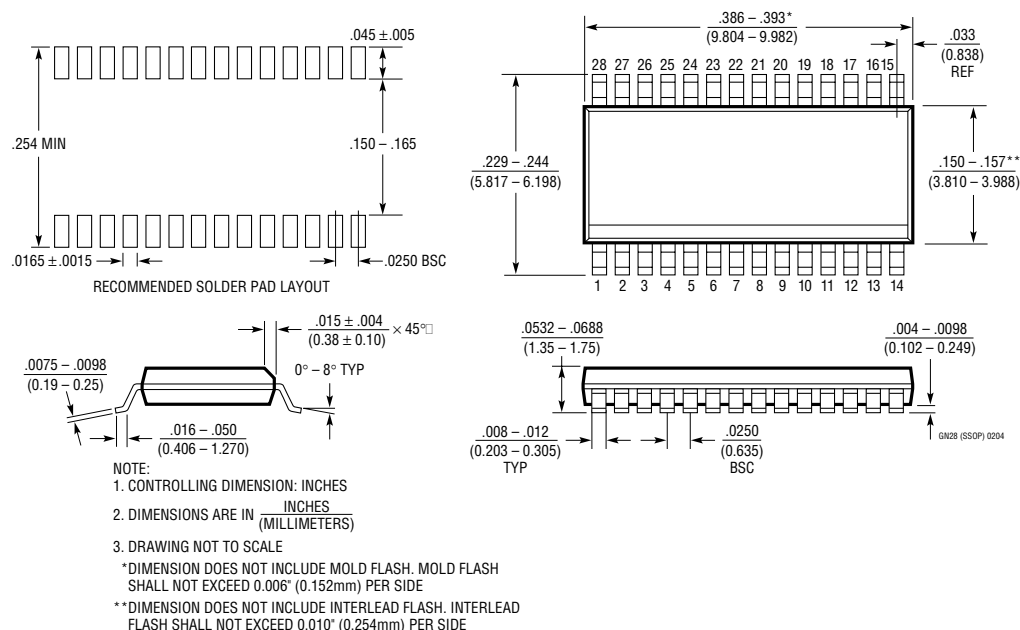 .045 ±.005
.254 MIN
.150 – .165
.0165 ±.0015
.0250 BSC
RECOMMENDED SOLDER PAD LAYOUT
.386 – .393*
(9.804 – 9.982)
.033
(0.838)
REF
28 27 26 25 24 23 22 21 20 19 18 17 16 15
.229 – .244
(5.817 – 6.198)
.150 – .157**
(3.810 – 3.988)
1 2 3 4 5 6 7 8 9 10 11 12 13 14
.015 ± .004
(0.38 ± 0.10)
× 45°□
.0075 – .0098
(0.19 – 0.25)
0° – 8° TYP
.016 – .050
(0.406 – 1.270)
.0532 – .0688
(1.35 – 1.75)
.004 – .0098
(0.102 – 0.249)
.008 – .012
(0.203 – 0.305)
TYP
.0250
(0.635)
BSC
GN28 (SSOP) 0204
NOTE:
1. CONTROLLING DIMENSION: INCHES
2. DIMENSIONS ARE IN INCHES
(MILLIMETERS)
3. DRAWING NOT TO SCALE
*DIMENSION DOES NOT INCLUDE MOLD FLASH. MOLD FLASH
SHALL NOT EXCEED 0.006" (0.152mm) PER SIDE
**DIMENSION DOES NOT INCLUDE INTERLEAD FLASH. INTERLEAD
FLASH SHALL NOT EXCEED 0.010" (0.254mm) PER SIDE